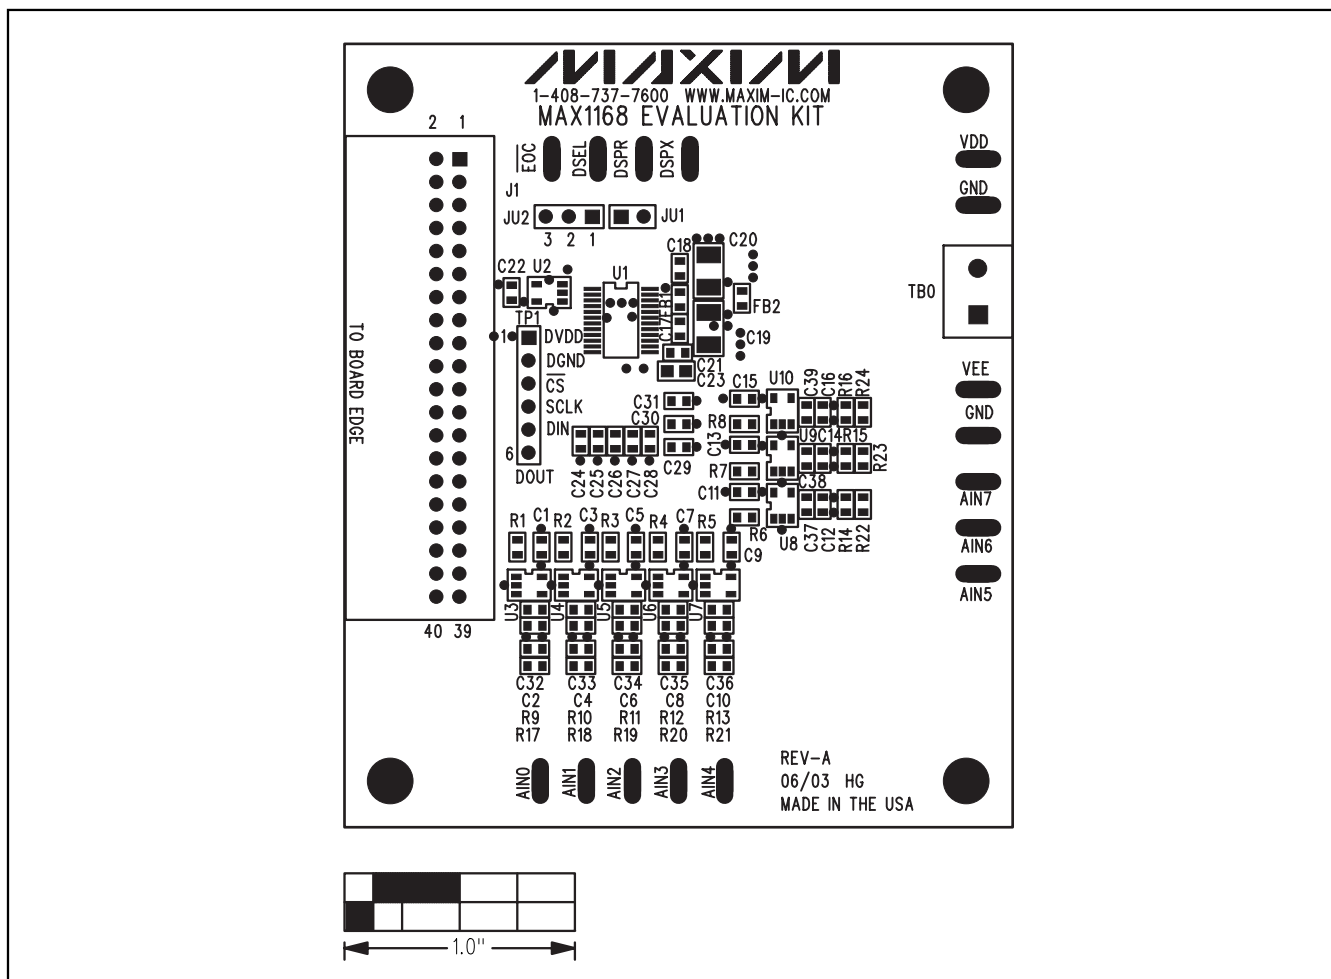 MAXIM
1-408-737-7600 WWW.MAXIM-IC.COM
MAX1168 EVALUATION KIT
2 1
EOC DSEL DSPR DSPX
VDD
GND
J1
JU2 JU1
3 2 1
C18 C20
C22 U2 U1
FB1 FB2
TB0
TP1
C17 C19
1 DVDD
DGND
CS
SCLK
DIN
6
DOUT
TO BOARD EDGE
C21
C23
VEE
GND
C31
C30
C29
C15 U10 C39 C16 R16 R24
R8
C13 U9 C14 R15 R23
R7
C11 C38
R6 U8 C37 C12 R14 R22
C24 C25 C26 C27 C28
AIN7
AIN6
AIN5
R1 C1 R2 C3 R3 C5 R4 C7 R5
C9
U3 U4 U5 U6 U7
40 39
C32 C33 C34 C35 C36
C2 C4 C6 C8 C10
R9 R10 R11 R12 R13
R17 R18 R19 R20 R21
AIN0 AIN1 AIN2 AIN3 AIN4
REV-A
06/03 HG
MADE IN THE USA
1.0"